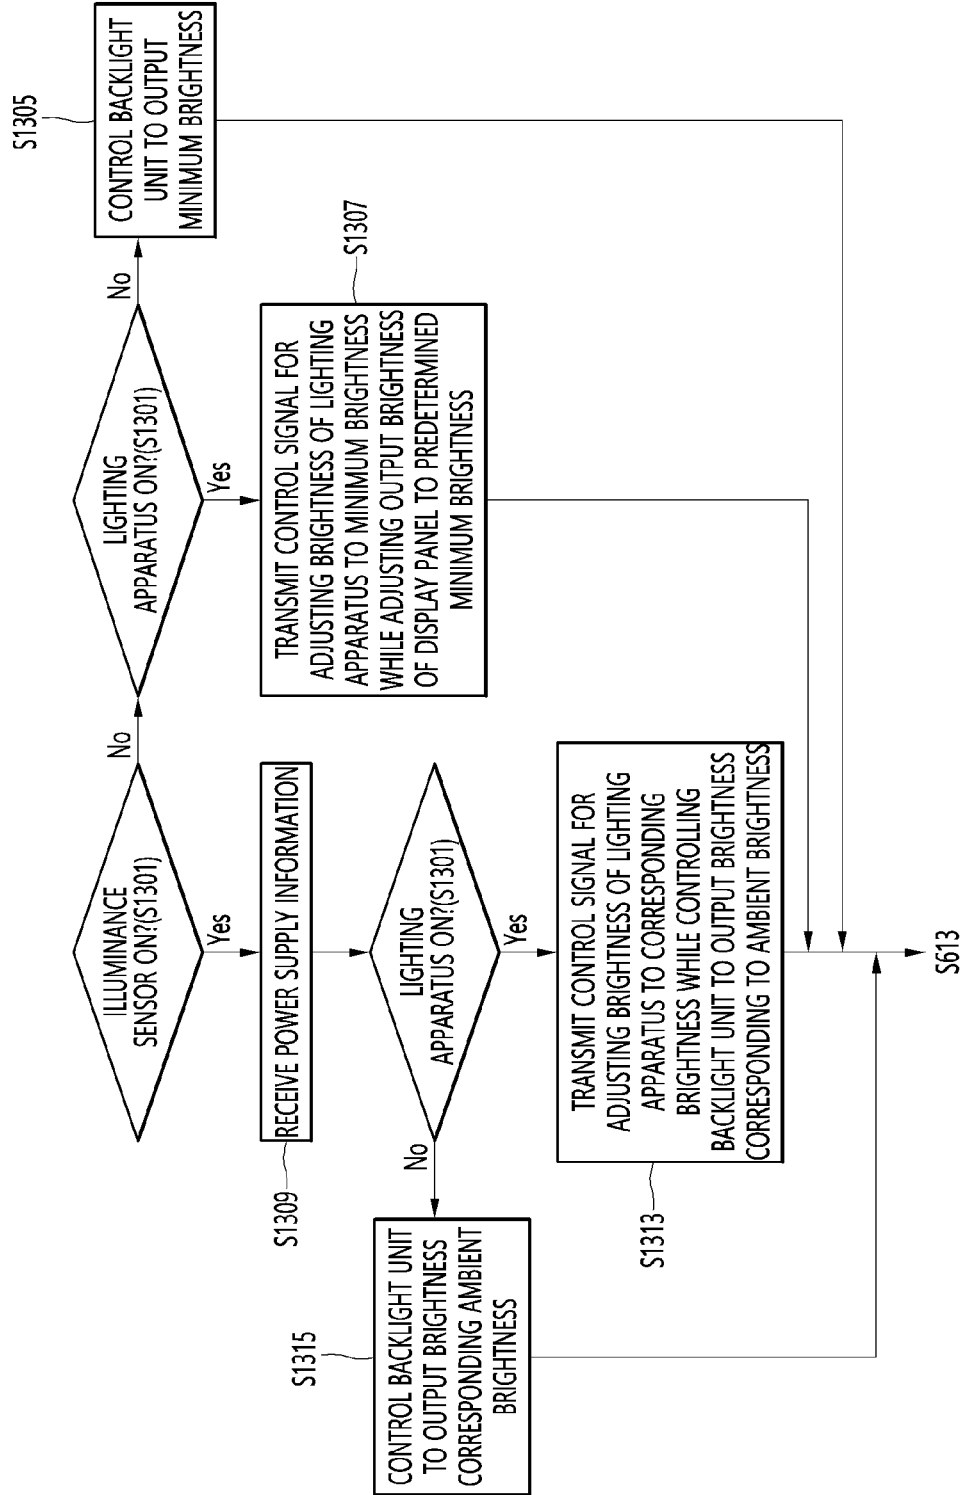 ILLUMINANCE
SENSOR ON?(S1301)
No
Yes
LIGHTING
APPARATUS ON?(S1301)
No
Yes
S1305
CONTROL BACKLIGHT
UNIT TO OUTPUT
MINIMUM BRIGHTNESS
S1307
TRANSMIT CONTROL SIGNAL FOR
ADJUSTING BRIGHTNESS OF LIGHTING
APPARATUS TO MINIMUM BRIGHTNESS
WHILE ADJUSTING OUTPUT BRIGHTNESS
OF DISPLAY PANEL TO PREDETERMINED
MINIMUM BRIGHTNESS
S1309
RECEIVE POWER SUPPLY INFORMATION
LIGHTING
APPARATUS ON?(S1301)
No
Yes
S1315
CONTROL BACKLIGHT UNIT
TO OUTPUT BRIGHTNESS
CORRESPONDING AMBIENT
BRIGHTNESS
S1313
TRANSMIT CONTROL SIGNAL FOR
ADJUSTING BRIGHTNESS OF LIGHTING
APPARATUS TO CORRESPONDING
BRIGHTNESS WHILE CONTROLLING
BACKLIGHT UNIT TO OUTPUT BRIGHTNESS
CORRESPONDING TO AMBIENT BRIGHTNESS
S613